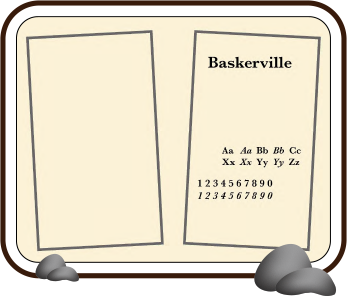 Baskerville
Aa Aa Bb Bb Cc
Xx Xx Yy Yy Zz
1 2 3 4 5 6 7 8 9 0
1 2 3 4 5 6 7 8 9 0